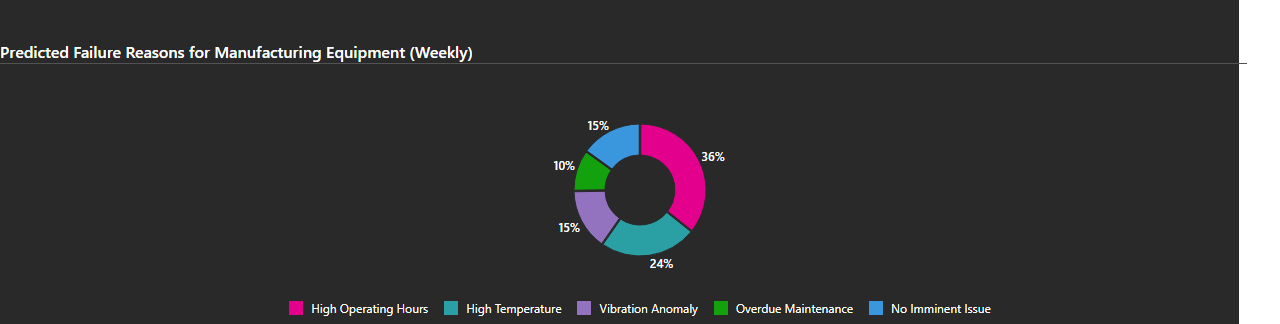 Predicted Failure Reasons for Manufacturing Equipment (Weekly)
15%
36%
10%
15%
24%
High Operating Hours
High Temperature
Vibration Anomaly
Overdue Maintenance
No Imminent Issue